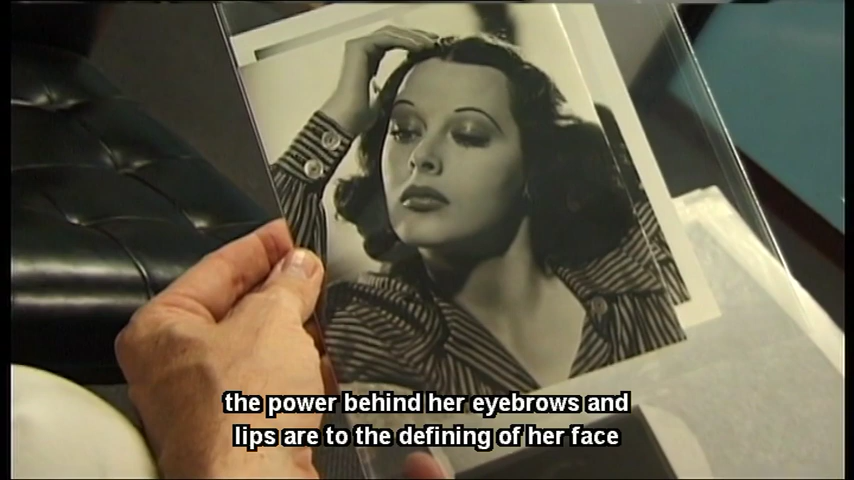 the power behind her eyebrows and
lips are to the defining of her face